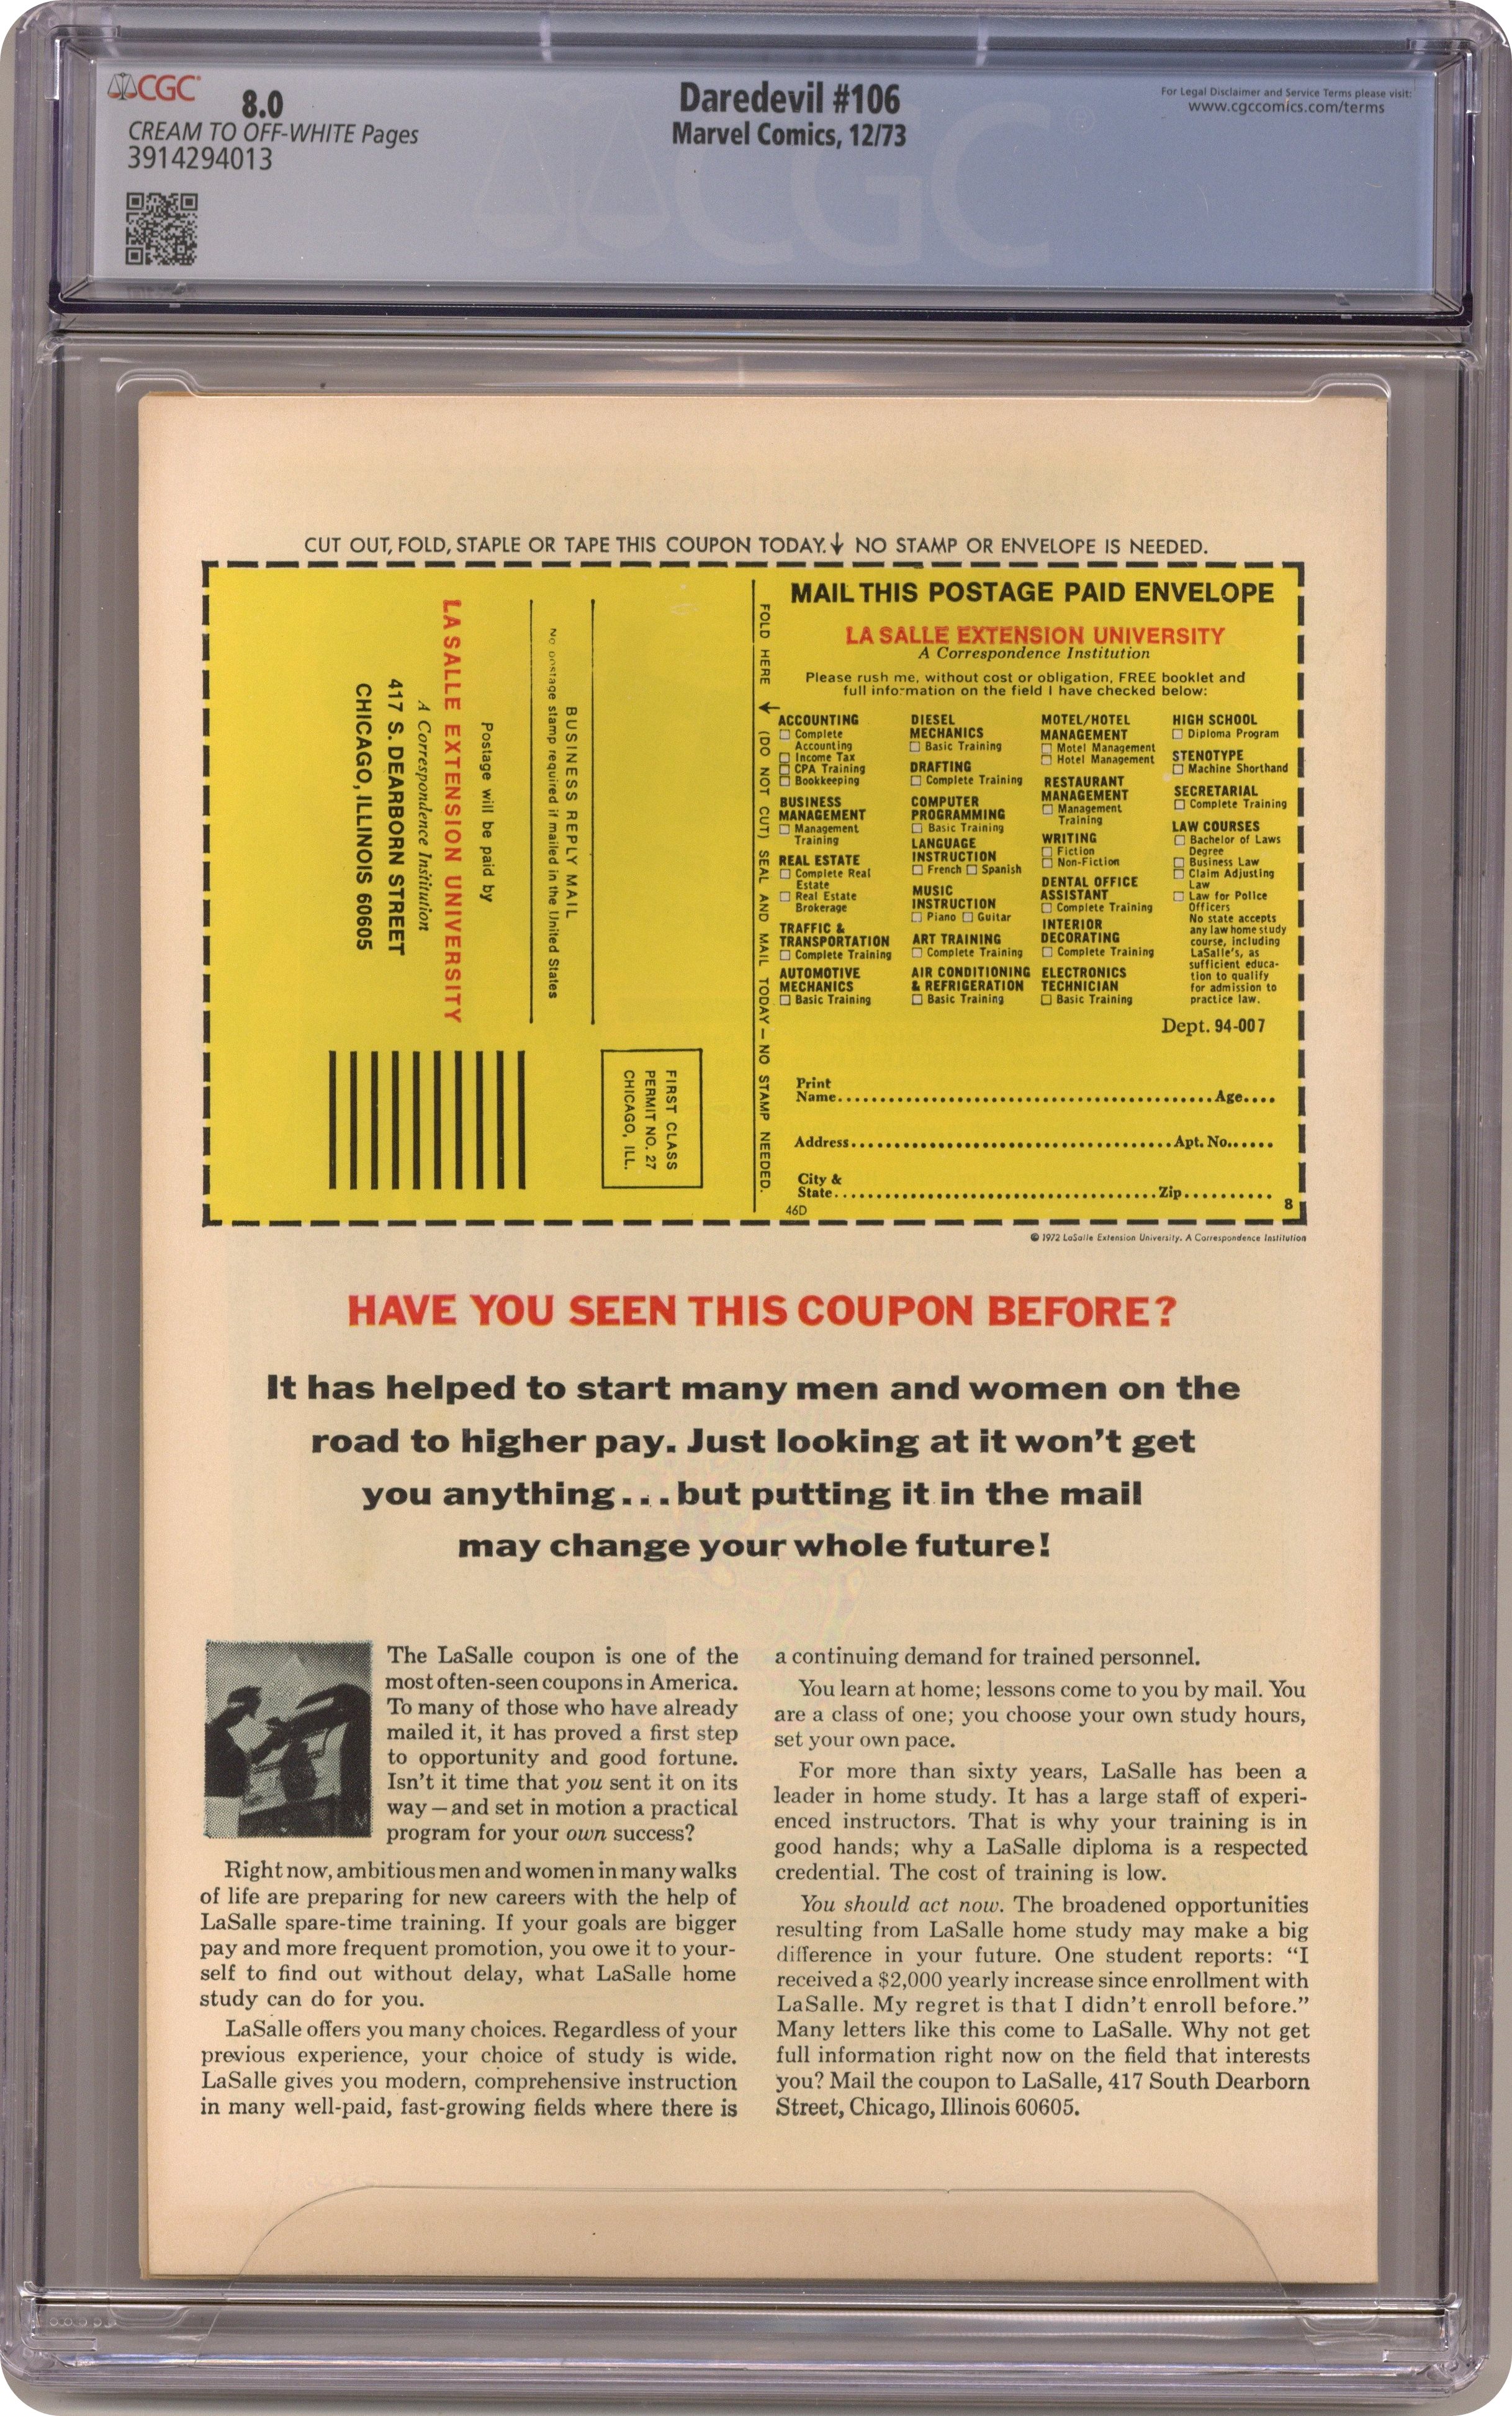 CGC
8.0
CREAM TO OFF-WHITE Pages
3914294013
Daredevil #106
Marvel Comics, 12/73
For Legal Disclaimer and Service Terms please visit:
www.cgccomics.com/terms
CGC
CUT OUT, FOLD, STAPLE OR TAPE THIS COUPON TODAY. NO STAMP OR ENVELOPE IS NEEDED.
FIRST CLASS
PERMIT NO. 27
CHICAGO, ILL.
BUSINESS REPLY MAIL
No postage stamp required if mailed in the United States
Postage will be paid by
LA SALLE EXTENSION UNIVERSITY
A Correspondence Institution
417 S. DEARBORN STREET
CHICAGO, ILLINOIS 60605
FOLD HERE (DO NOT CUT) SEAL AND MAIL TODAY — NO STAMP NEEDED.
MAIL THIS POSTAGE PAID ENVELOPE
LA SALLE EXTENSION UNIVERSITY
A Correspondence Institution
Please rush me, without cost or obligation, FREE booklet and
full information on the field I have checked below:
ACCOUNTING
Complete
Accounting
Income Tax
CPA Training
Bookkeeping
BUSINESS
MANAGEMENT
Management
Training
REAL ESTATE
Complete Real
Estate
Real Estate
Brokerage
TRAFFIC &
TRANSPORTATION
Complete Training
AUTOMOTIVE
MECHANICS
Basic Training
DIESEL
MECHANICS
Basic Training
DRAFTING
Complete Training
COMPUTER
PROGRAMMING
Basic Training
LANGUAGE
INSTRUCTION
French Spanish
MUSIC
INSTRUCTION
Piano Guitar
ART TRAINING
Complete Training
AIR CONDITIONING
& REFRIGERATION
Basic Training
MOTEL/HOTEL
MANAGEMENT
Motel Management
Hotel Management
RESTAURANT
MANAGEMENT
Management
Training
WRITING
Fiction
Non-Fiction
DENTAL OFFICE
ASSISTANT
Complete Training
INTERIOR
DECORATING
Complete Training
ELECTRONICS
TECHNICIAN
Basic Training
HIGH SCHOOL
Diploma Program
STENOTYPE
Machine Shorthand
SECRETARIAL
Complete Training
LAW COURSES
Bachelor of Laws
Degree
Business Law
Claim Adjusting
Law
Law for Police
Officers
No state accepts
any law home study
course, including
LaSalle's, as
sufficient educa-
tion to qualify
for admission to
practice law.
Dept. 94-007
Print
Name Age
Address Apt. No.
City &
State Zip
46D 8
© 1972 LaSalle Extension University. A Correspondence Institution
HAVE YOU SEEN THIS COUPON BEFORE?
It has helped to start many men and women on the
road to higher pay. Just looking at it won't get
you anything...but putting it in the mail
may change your whole future!
The LaSalle coupon is one of the
most often-seen coupons in America.
To many of those who have already
mailed it, it has proved a first step
to opportunity and good fortune.
Isn't it time that you sent it on its
way—and set in motion a practical
program for your own success?
Right now, ambitious men and women in many walks
of life are preparing for new careers with the help of
LaSalle spare-time training. If your goals are bigger
pay and more frequent promotion, you owe it to your-
self to find out without delay, what LaSalle home
study can do for you.
LaSalle offers you many choices. Regardless of your
previous experience, your choice of study is wide.
LaSalle gives you modern, comprehensive instruction
in many well-paid, fast-growing fields where there is
a continuing demand for trained personnel.
You learn at home; lessons come to you by mail. You
are a class of one; you choose your own study hours,
set your own pace.
For more than sixty years, LaSalle has been a
leader in home study. It has a large staff of experi-
enced instructors. That is why your training is in
good hands; why a LaSalle diploma is a respected
credential. The cost of training is low.
You should act now. The broadened opportunities
resulting from LaSalle home study may make a big
difference in your future. One student reports: "I
received a $2,000 yearly increase since enrollment with
LaSalle. My regret is that I didn't enroll before."
Many letters like this come to LaSalle. Why not get
full information right now on the field that interests
you? Mail the coupon to LaSalle, 417 South Dearborn
Street, Chicago, Illinois 60605.